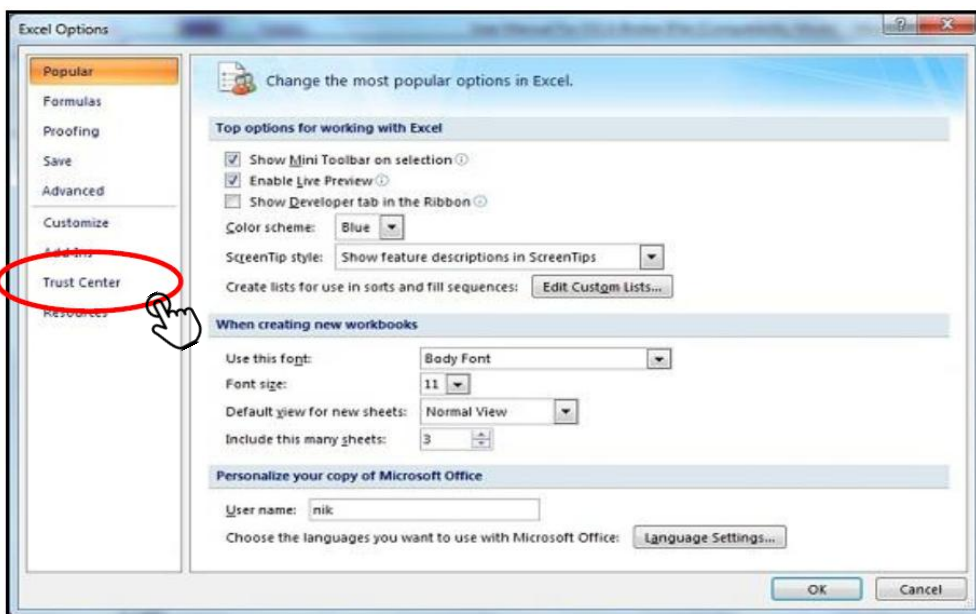 Excel Options
Popular
Formulas
Proofing
Save
Advanced
Customize
Add-Ins
Trust Center
Resources
Change the most popular options in Excel.
Top options for working with Excel
Show Mini Toolbar on selection
Enable Live Preview
Show Developer tab in the Ribbon
Color scheme: Blue
ScreenTip style: Show feature descriptions in ScreenTips
Create lists for use in sorts and fill sequences: Edit Custom Lists...
When creating new workbooks
Use this font: Body Font
Font size: 11
Default view for new sheets: Normal View
Include this many sheets: 3
Personalize your copy of Microsoft Office
User name: nik
Choose the languages you want to use with Microsoft Office: Language Settings...
OK Cancel